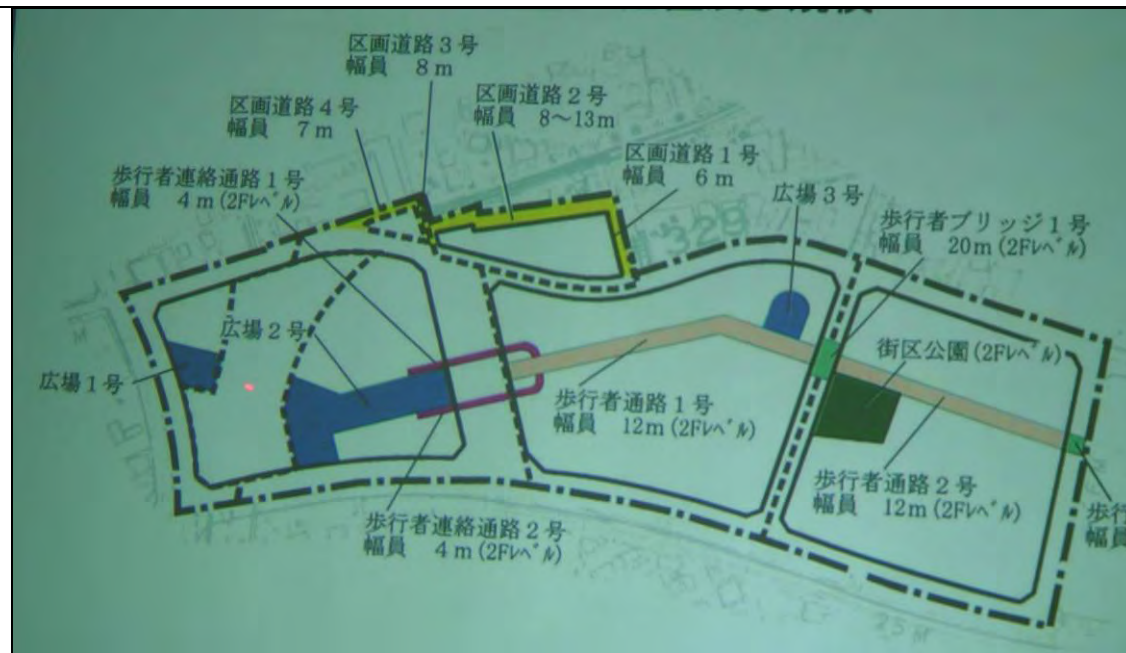 区画道路3号
幅員 8m
区画道路4号
幅員 7m
区画道路2号
幅員 8〜13m
歩行者連絡通路1号
幅員 4m(2Fﾚﾍﾞﾙ)
区画道路1号
幅員 6m
広場3号
歩行者ブリッジ1号
幅員 20m(2Fﾚﾍﾞﾙ)
329
広場2号
街区公園(2Fﾚﾍﾞﾙ)
広場1号
歩行者通路1号
幅員 12m(2Fﾚﾍﾞﾙ)
歩行者通路2号
幅員 12m(2Fﾚﾍﾞﾙ)
歩行者連絡通路2号
幅員 4m(2Fﾚﾍﾞﾙ)
歩行
幅員
25M